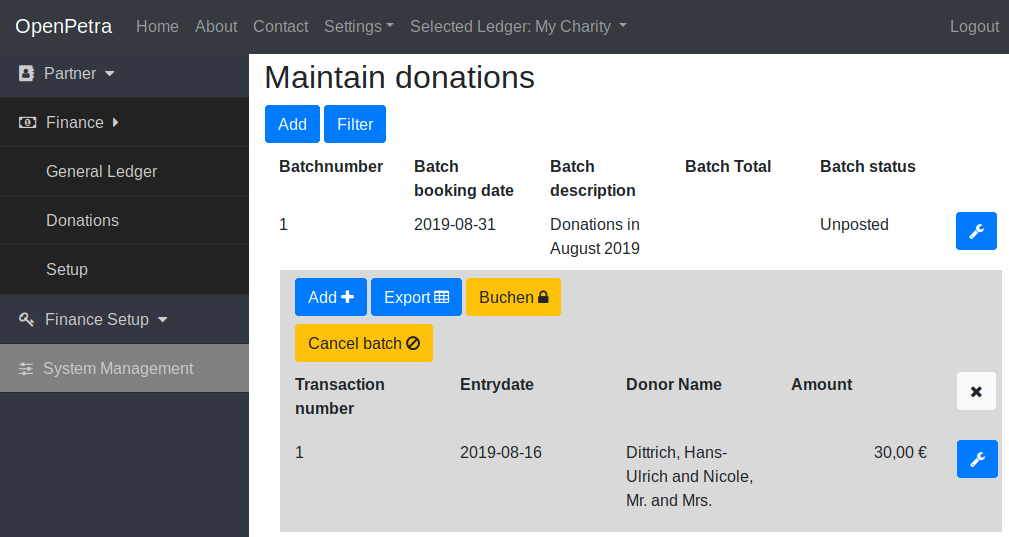 OpenPetra Home About Contact Settings Selected Ledger: My Charity Logout
Partner
Finance
General Ledger
Donations
Setup
Finance Setup
System Management
Maintain donations
Add Filter
Batchnumber Batch booking date Batch description Batch Total Batch status
1 2019-08-31 Donations in August 2019 Unposted
Add Export Buchen
Cancel batch
Transaction number Entrydate Donor Name Amount
1 2019-08-16 Dittrich, Hans-Ulrich and Nicole, Mr. and Mrs. 30,00 €